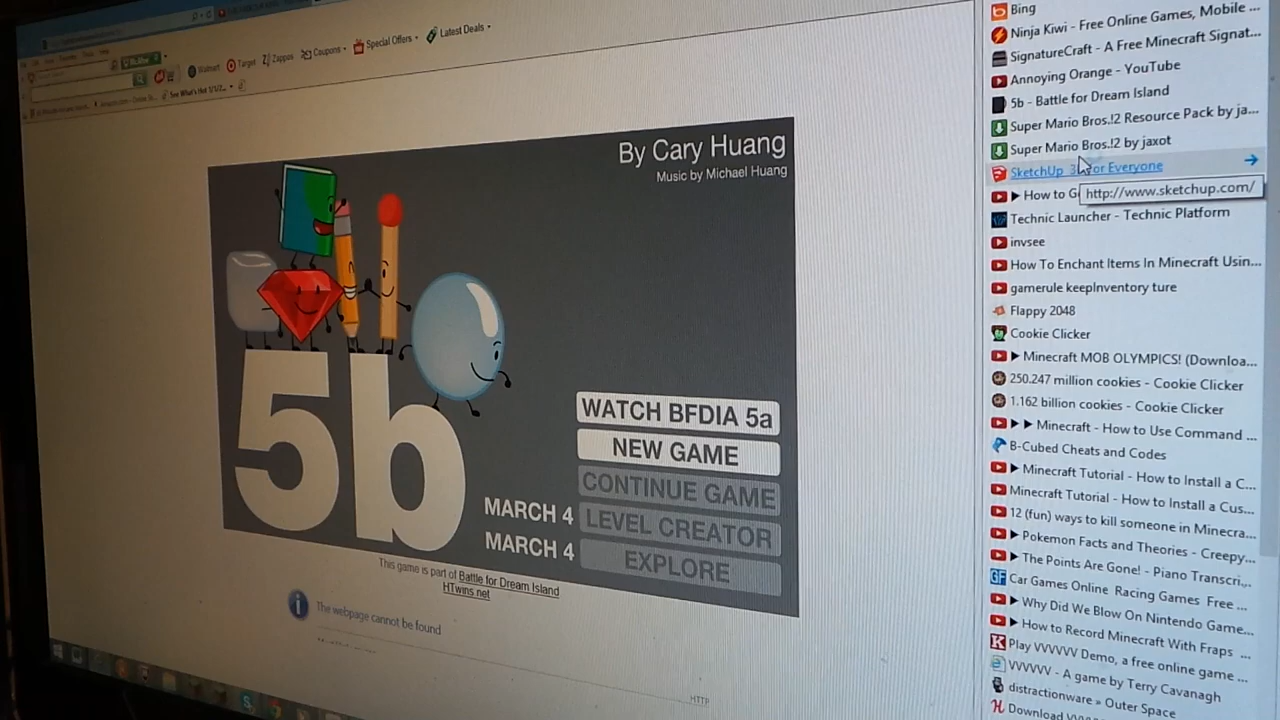 Walmart
Target
Zappos
Coupons
Special Offers
Latest Deals
See What's Hot
By Cary Huang
Music by Michael Huang
5b
WATCH BFDIA 5a
NEW GAME
CONTINUE GAME
MARCH 4 LEVEL CREATOR
MARCH 4 EXPLORE
This game is part of Battle for Dream Island
HTwins.net
The webpage cannot be found
HTTP
Bing
Ninja Kiwi - Free Online Games, Mobile ...
SignatureCraft - A Free Minecraft Signat...
Annoying Orange - YouTube
5b - Battle for Dream Island
Super Mario Bros.!2 Resource Pack by ja...
Super Mario Bros.!2 by jaxot
SketchUp 3 for Everyone
▶ How to G
http://www.sketchup.com/
Technic Launcher - Technic Platform
invsee
How To Enchant Items In Minecraft Usin...
gamerule keepInventory ture
Flappy 2048
Cookie Clicker
▶ Minecraft MOB OLYMPICS! (Downloa...
250.247 million cookies - Cookie Clicker
1.162 billion cookies - Cookie Clicker
▶ ▶ Minecraft - How to Use Command ...
B-Cubed Cheats and Codes
▶ Minecraft Tutorial - How to Install a C...
Minecraft Tutorial - How to Install a Cus...
12 (fun) ways to kill someone in Minecra...
▶ Pokemon Facts and Theories - Creepy...
▶ The Points Are Gone! - Piano Transcri...
Car Games Online Racing Games Free ...
▶ Why Did We Blow On Nintendo Game...
▶ How to Record Minecraft With Fraps ...
Play VVVVVV Demo, a free online game ...
VVVVVV - A game by Terry Cavanagh
distractionware » Outer Space
Download